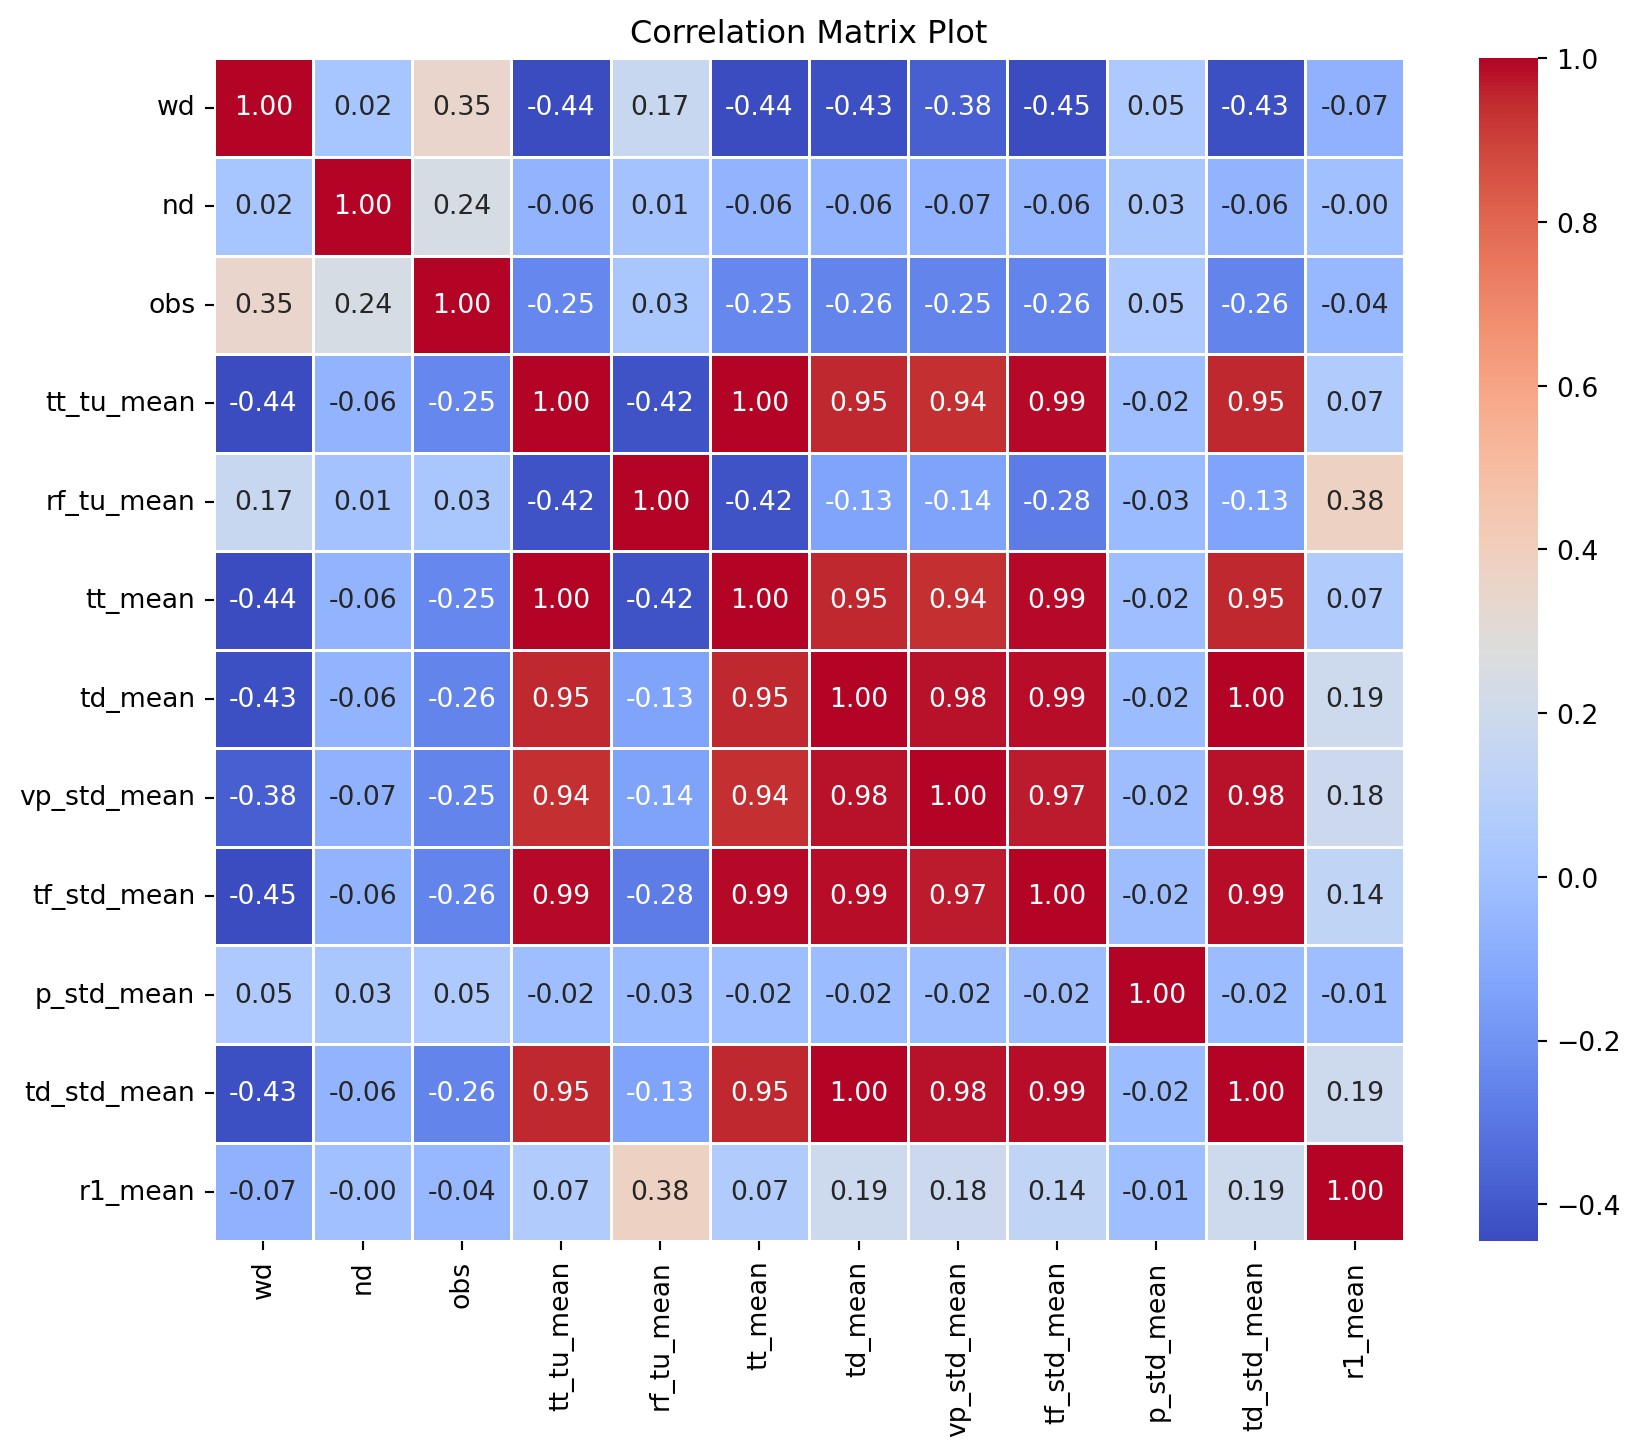 Correlation Matrix Plot
wd 1.00 0.02 0.35 -0.44 0.17 -0.44 -0.43 -0.38 -0.45 0.05 -0.43 -0.07
nd 0.02 1.00 0.24 -0.06 0.01 -0.06 -0.06 -0.07 -0.06 0.03 -0.06 -0.00
obs 0.35 0.24 1.00 -0.25 0.03 -0.25 -0.26 -0.25 -0.26 0.05 -0.26 -0.04
tt_tu_mean -0.44 -0.06 -0.25 1.00 -0.42 1.00 0.95 0.94 0.99 -0.02 0.95 0.07
rf_tu_mean 0.17 0.01 0.03 -0.42 1.00 -0.42 -0.13 -0.14 -0.28 -0.03 -0.13 0.38
tt_mean -0.44 -0.06 -0.25 1.00 -0.42 1.00 0.95 0.94 0.99 -0.02 0.95 0.07
td_mean -0.43 -0.06 -0.26 0.95 -0.13 0.95 1.00 0.98 0.99 -0.02 1.00 0.19
vp_std_mean -0.38 -0.07 -0.25 0.94 -0.14 0.94 0.98 1.00 0.97 -0.02 0.98 0.18
tf_std_mean -0.45 -0.06 -0.26 0.99 -0.28 0.99 0.99 0.97 1.00 -0.02 0.99 0.14
p_std_mean 0.05 0.03 0.05 -0.02 -0.03 -0.02 -0.02 -0.02 -0.02 1.00 -0.02 -0.01
td_std_mean -0.43 -0.06 -0.26 0.95 -0.13 0.95 1.00 0.98 0.99 -0.02 1.00 0.19
r1_mean -0.07 -0.00 -0.04 0.07 0.38 0.07 0.19 0.18 0.14 -0.01 0.19 1.00
wd nd obs tt_tu_mean rf_tu_mean tt_mean td_mean vp_std_mean tf_std_mean p_std_mean td_std_mean r1_mean
1.0
0.8
0.6
0.4
0.2
0.0
−0.2
−0.4